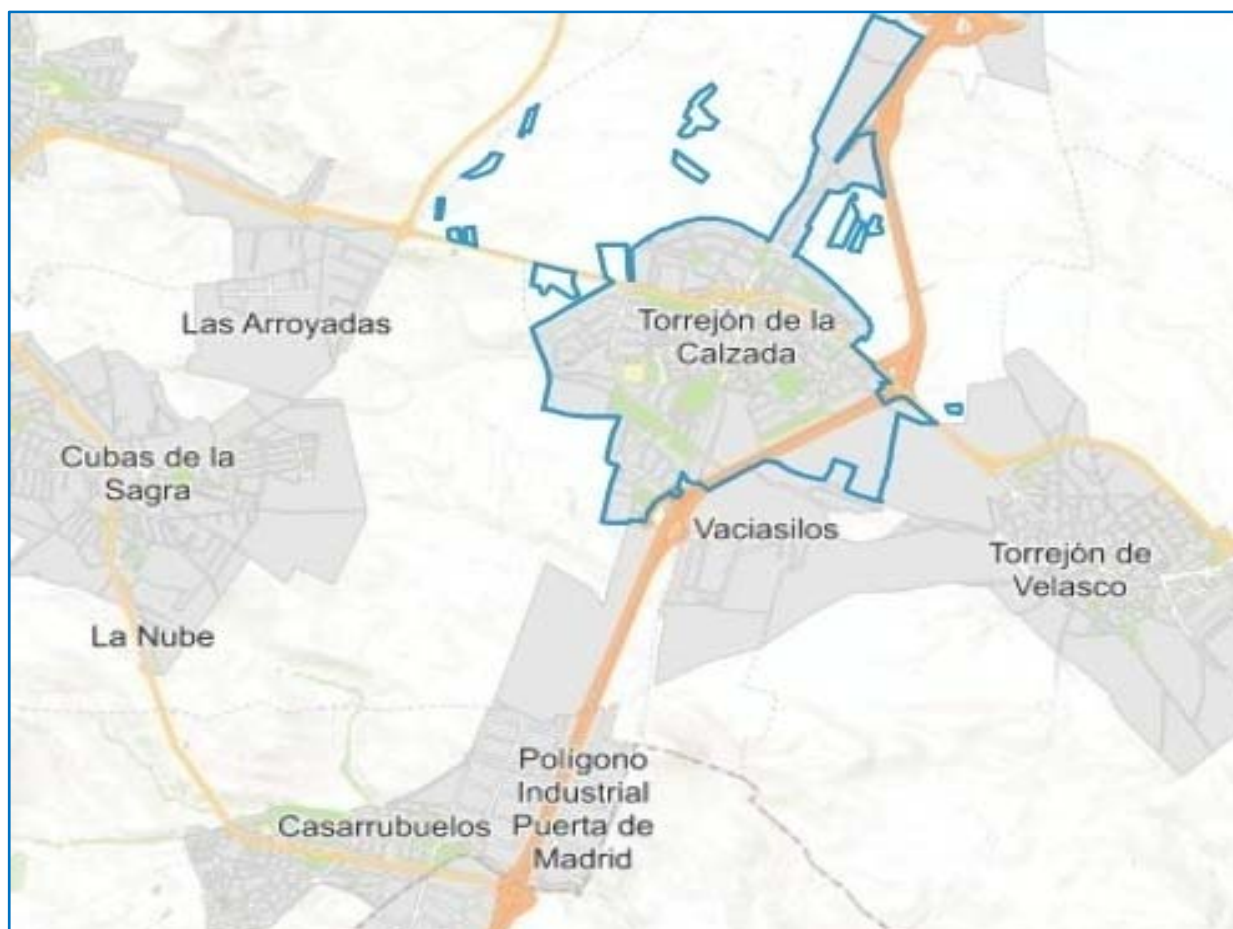 Las Arroyadas
Torrejón de la
Calzada
Cubas de la
Sagra
Vaciasilos
Torrejón de
Velasco
La Nube
Polígono
Industrial
Puerta de
Madrid
Casarrubuelos